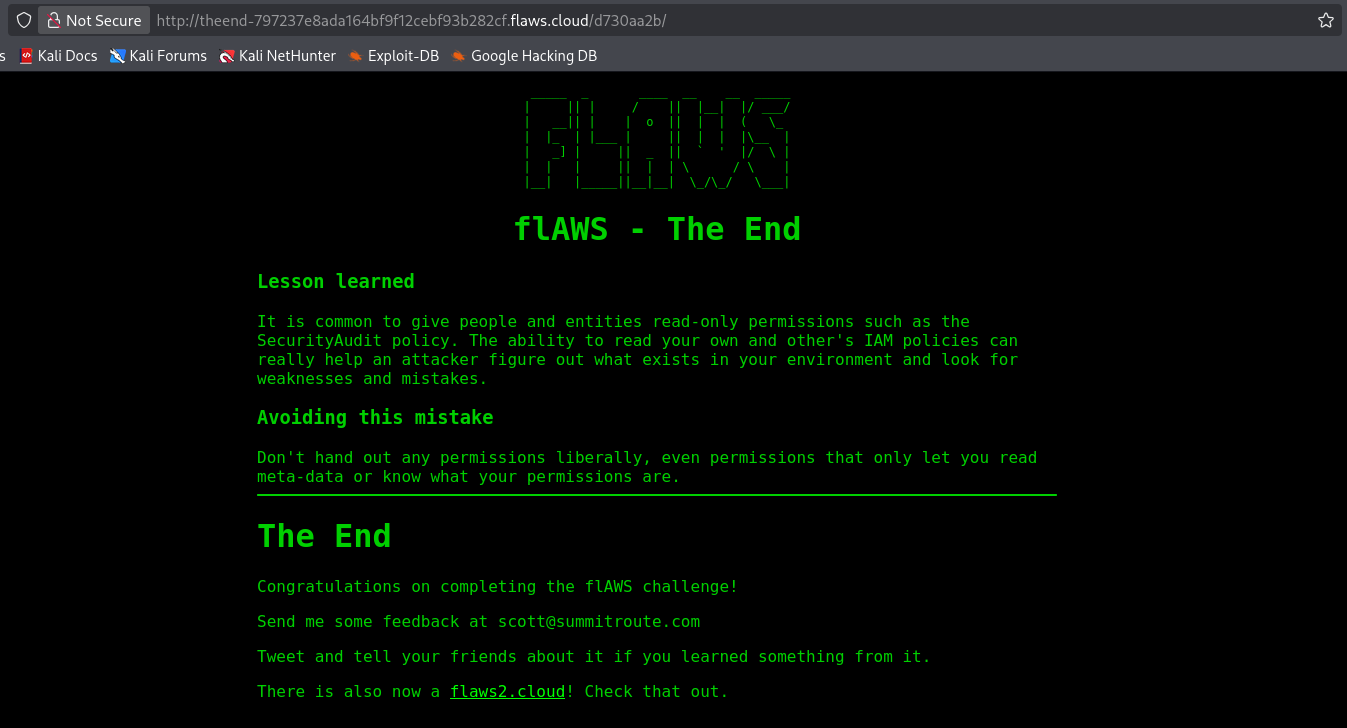 Not Secure http://theend-797237e8ada164bf9f12cebf93b282cf.flaws.cloud/d730aa2b/
s Kali Docs Kali Forums Kali NetHunter Exploit-DB Google Hacking DB
FLAWS
flAWS - The End
Lesson learned
It is common to give people and entities read-only permissions such as the
SecurityAudit policy. The ability to read your own and other's IAM policies can
really help an attacker figure out what exists in your environment and look for
weaknesses and mistakes.
Avoiding this mistake
Don't hand out any permissions liberally, even permissions that only let you read
meta-data or know what your permissions are.
The End
Congratulations on completing the flAWS challenge!
Send me some feedback at scott@summitroute.com
Tweet and tell your friends about it if you learned something from it.
There is also now a flaws2.cloud! Check that out.